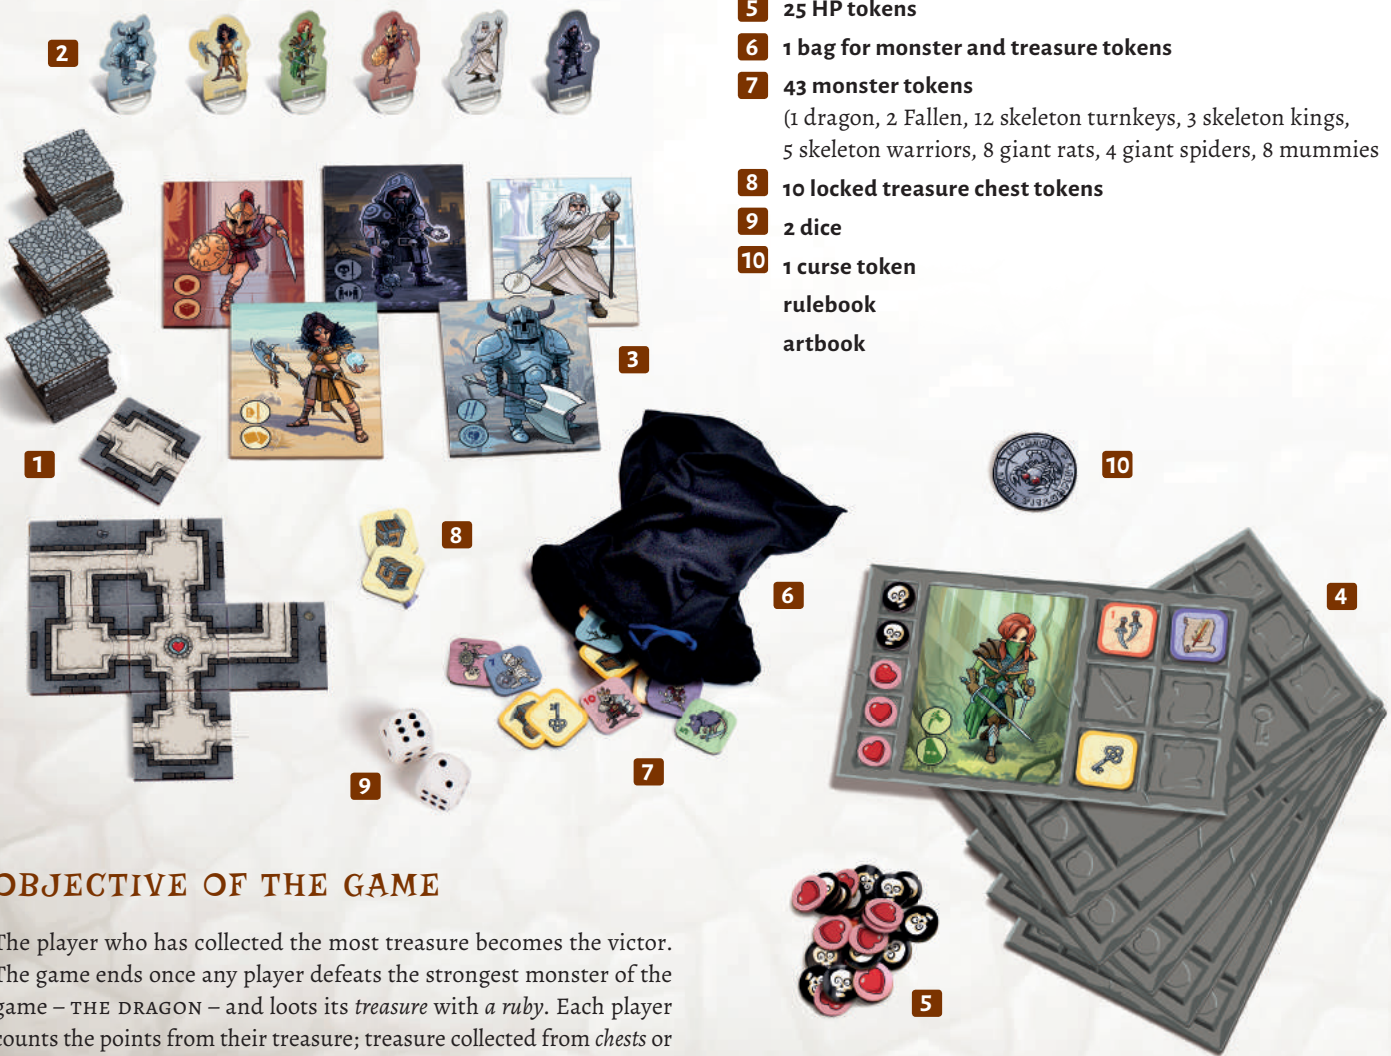 5 25 HP tokens
6 1 bag for monster and treasure tokens
7 43 monster tokens
(1 dragon, 2 Fallen, 12 skeleton turnkeys, 3 skeleton kings,
5 skeleton warriors, 8 giant rats, 4 giant spiders, 8 mummies
8 10 locked treasure chest tokens
9 2 dice
10 1 curse token
rulebook
artbook
2
3
1
10
8
6
4
7
9
5
OBJECTIVE OF THE GAME
The player who has collected the most treasure becomes the victor.
The game ends once any player defeats the strongest monster of the
game – THE DRAGON – and loots its treasure with a ruby. Each player
counts the points from their treasure; treasure collected from chests or